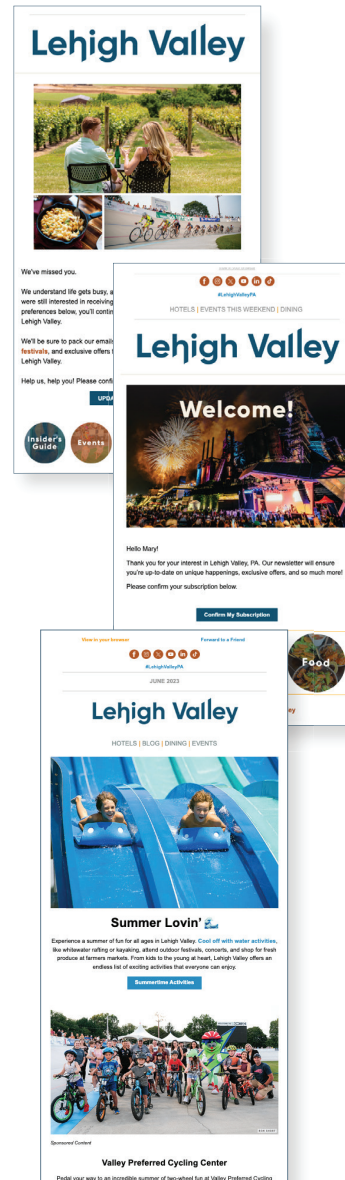 Lehigh Valley
We've missed you.
We understand life gets busy, a
were still interested in receiving
preferences below, you'll contin
Lehigh Valley.
We'll be sure to pack our emails
festivals, and exclusive offers f
Lehigh Valley.
Help us, help you! Please confi
UPDA
Insider's
Guide
Events
#LehighValleyPA
HOTELS | EVENTS THIS WEEKEND | DINING
Lehigh Valley
Welcome!
Hello Mary!
Thank you for your interest in Lehigh Valley, PA. Our newsletter will ensure
you're up-to-date on unique happenings, exclusive offers, and so much more!
Please confirm your subscription below.
Confirm My Subscription
Food
ey
View in your browser
Forward to a Friend
#LehighValleyPA
JUNE 2023
Lehigh Valley
HOTELS | BLOG | DINING | EVENTS
Summer Lovin'
Experience a summer of fun for all ages in Lehigh Valley. Cool off with water activities,
like whitewater rafting or kayaking, attend outdoor festivals, concerts, and shop for fresh
produce at farmers markets. From kids to the young at heart, Lehigh Valley offers an
endless list of exciting activities that everyone can enjoy.
Summertime Activities
Sponsored Content
Valley Preferred Cycling Center
Pedal your way to an incredible summer of two-wheel fun at Valley Preferred Cycling